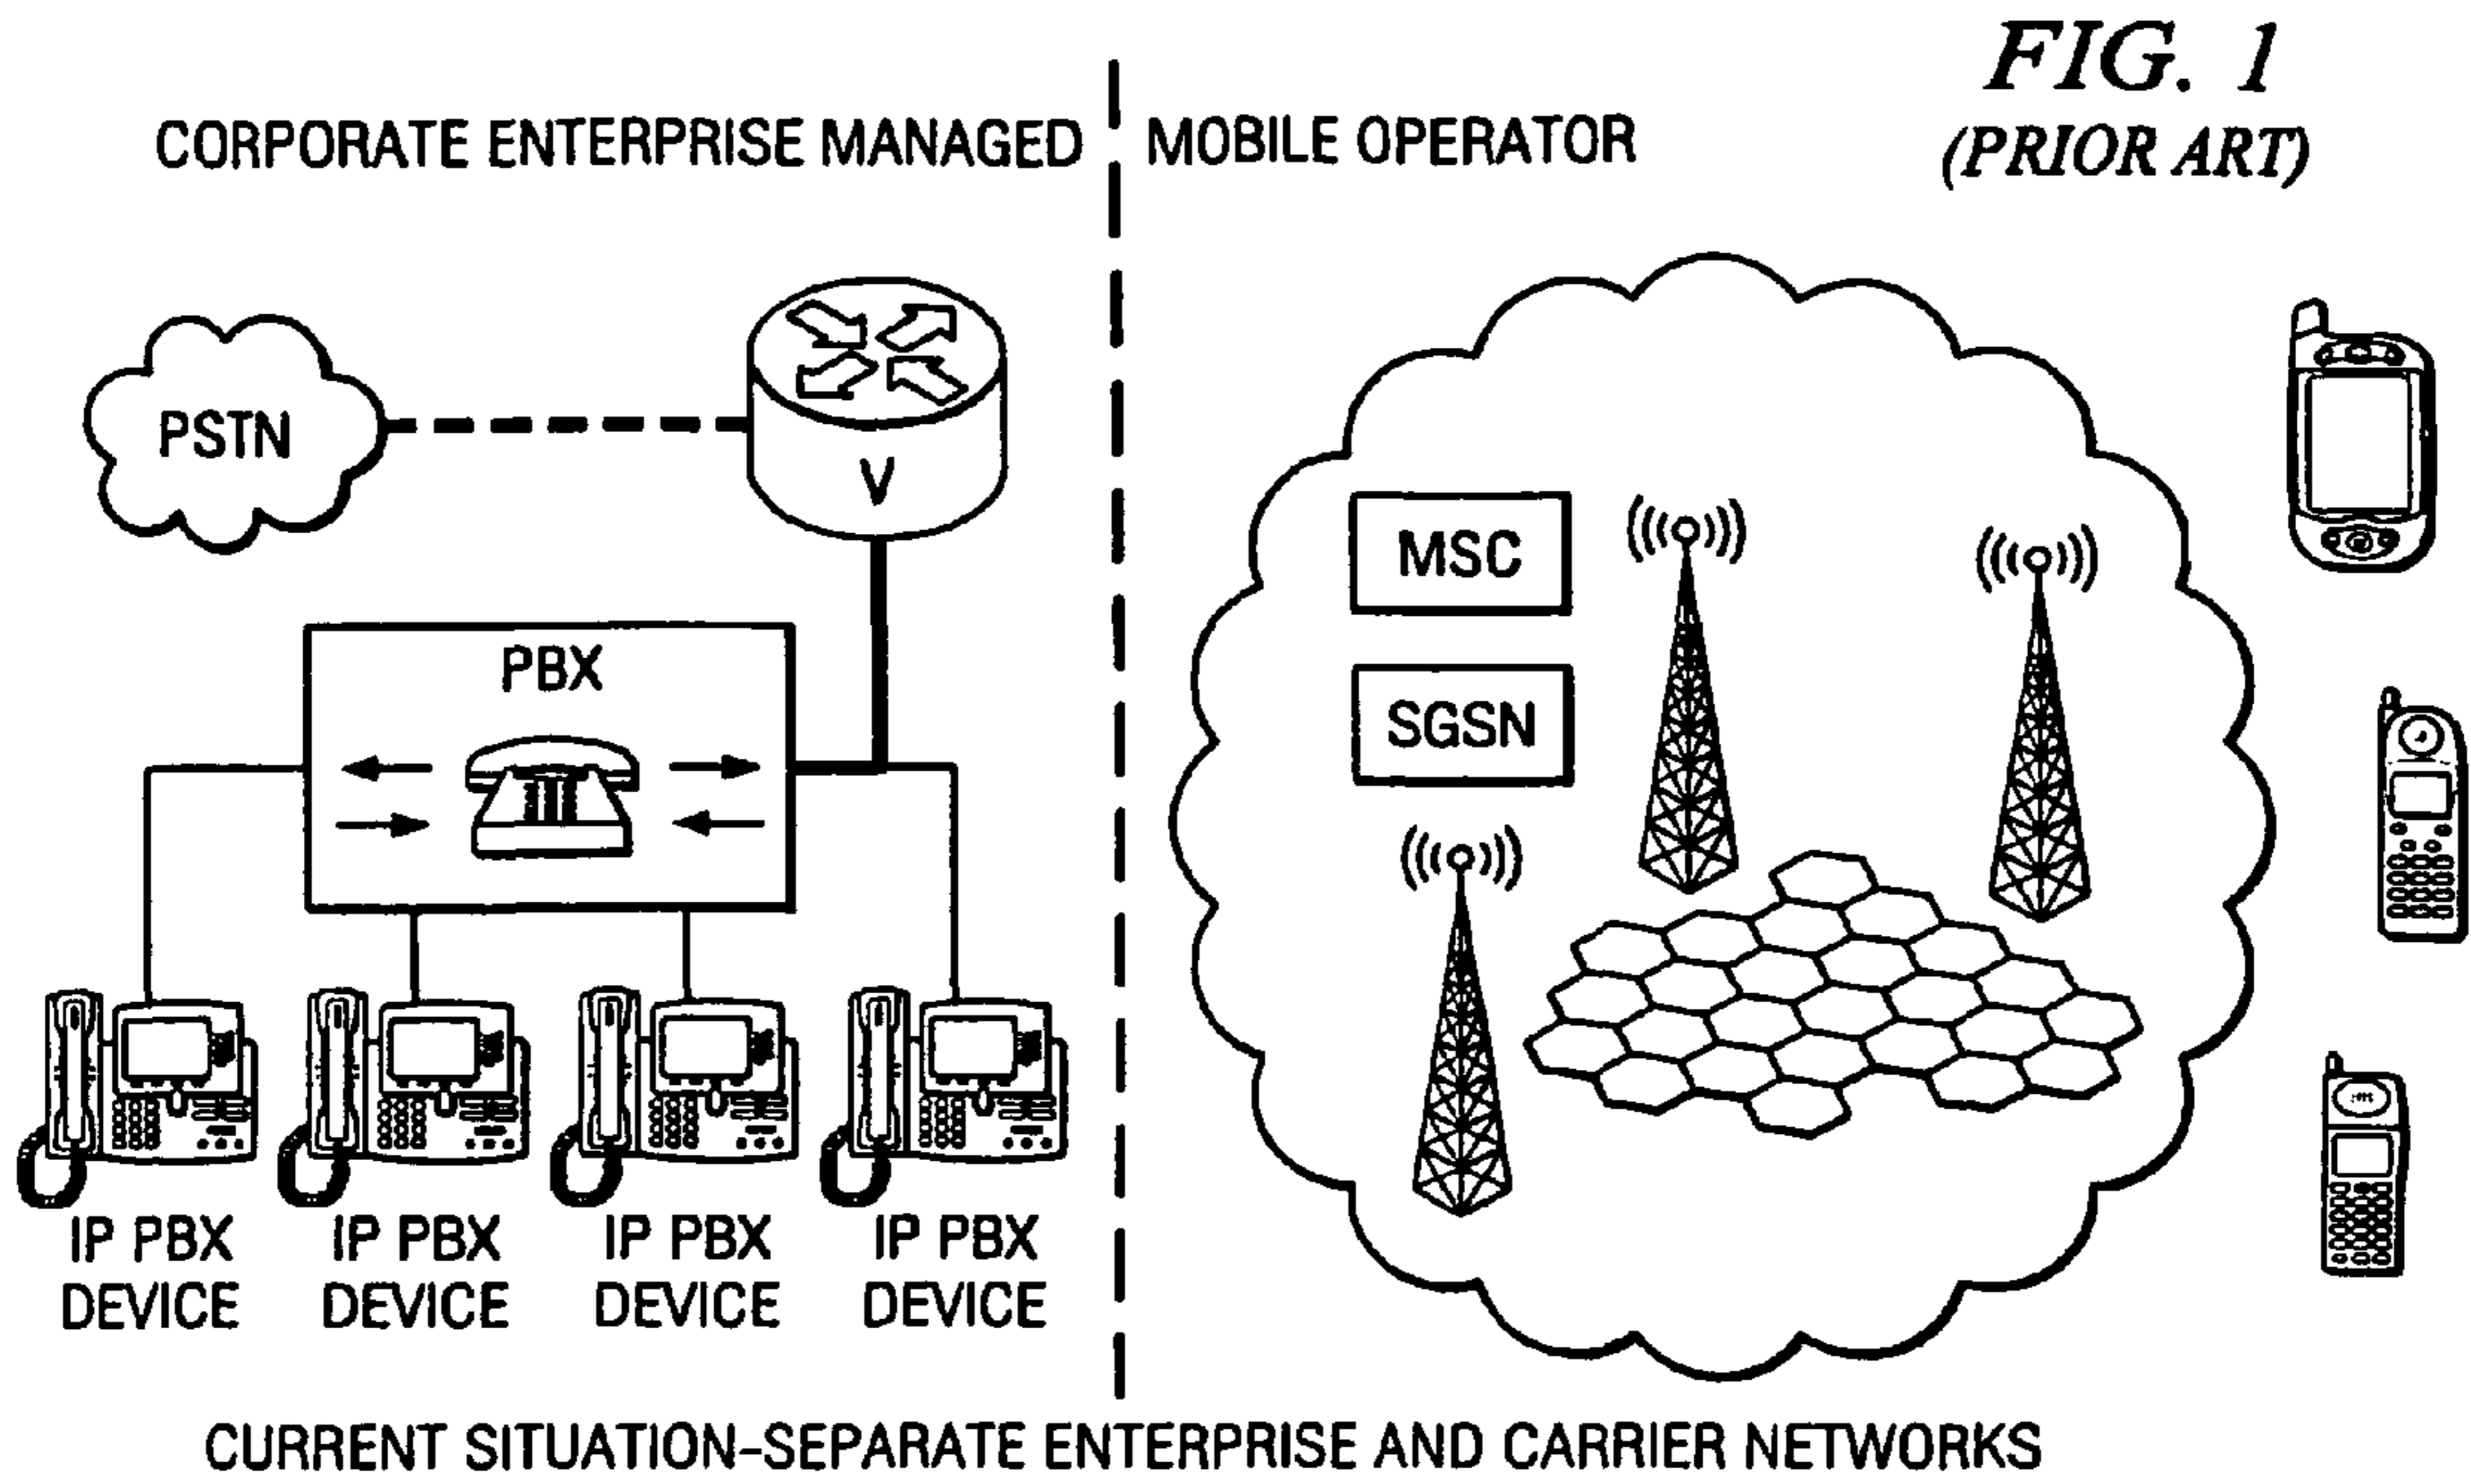 FIG. 1
(PRIOR ART)
CORPORATE ENTERPRISE MANAGED
MOBILE OPERATOR
PSTN
V
MSC
SGSN
PBX
IP PBX
DEVICE
IP PBX
DEVICE
IP PBX
DEVICE
IP PBX
DEVICE
CURRENT SITUATION-SEPARATE ENTERPRISE AND CARRIER NETWORKS